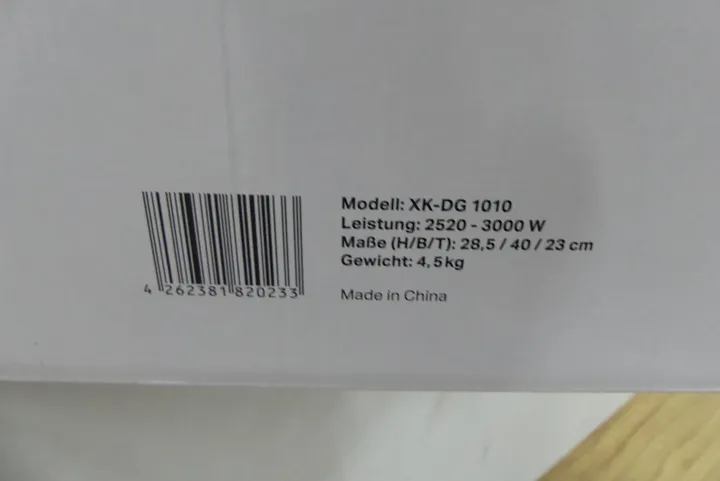 Modell: XK-DG 1010
Leistung: 2520 - 3000 W
Maße (H/B/T): 28,5 / 40 / 23 cm
Gewicht: 4,5kg
Made in China
4 262381 820233